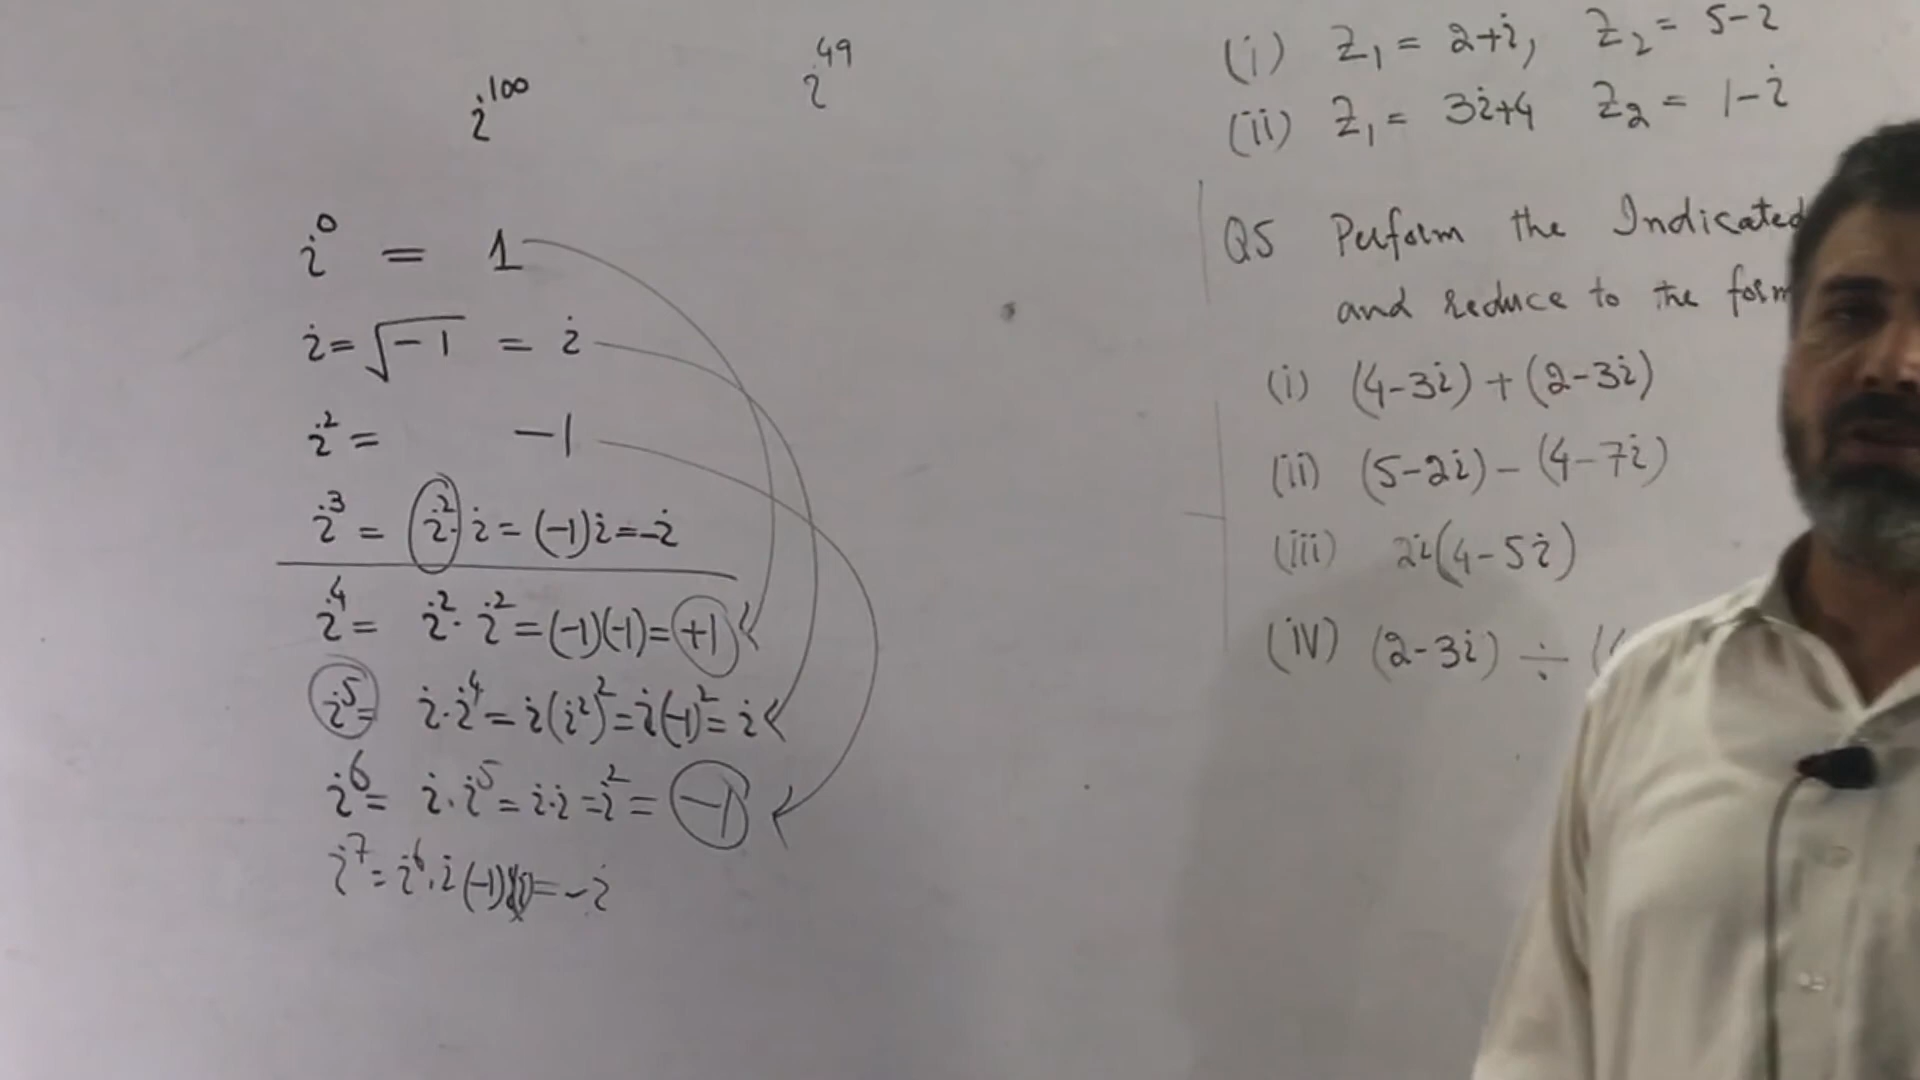 i^100
i^49
i^0 = 1
i = √-1 = i
i^2 = -1
i^3 = i^2·i = (-1)i = -i
i^4 = i^2·i^2 = (-1)(-1) = +1
i^5 = i·i^4 = i(i^2)^2 = i(-1)^2 = i
i^6 = i·i^5 = i·i = i^2 = -1
i^7 = i^6·i (-1) = -i
(i) Z₁ = 2+i, Z₂ = 5-i
(ii) Z₁ = 3i+4 Z₂ = 1-i
Q5 Perform the Indicated
and reduce to the form
(i) (4-3i) + (2-3i)
(ii) (5-2i) - (4-7i)
(iii) 2i(4-5i)
(iv) (2-3i) ÷ (